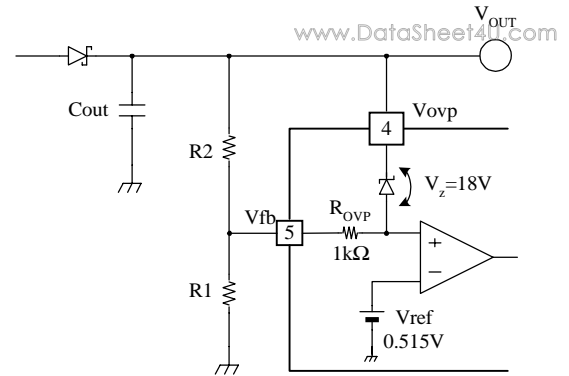 www.DataSheet4U.com
VOUT
Cout
4
Vovp
R2
Vz=18V
Vfb
5
ROVP
1kΩ
+
−
R1
Vref
0.515V